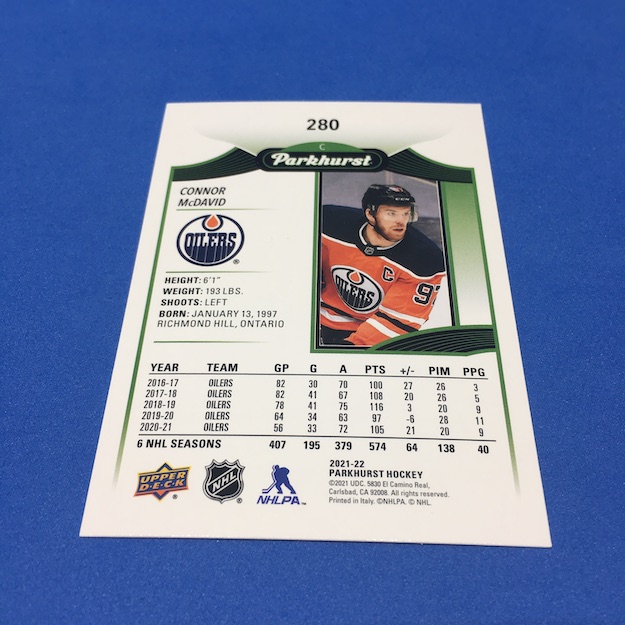 280
C
Parkhurst
CONNOR
McDAVID
OILERS
®
HEIGHT: 6'1"
WEIGHT: 193 LBS.
SHOOTS: LEFT
BORN: JANUARY 13, 1997
RICHMOND HILL, ONTARIO
CCM
C
OILERS
97
YEAR TEAM GP G A PTS +/- PIM PPG
2016-17 OILERS 82 30 70 100 27 26 3
2017-18 OILERS 82 41 67 108 20 26 5
2018-19 OILERS 78 41 75 116 3 20 9
2019-20 OILERS 64 34 63 97 -6 28 11
2020-21 OILERS 56 33 72 105 21 20 9
6 NHL SEASONS 407 195 379 574 64 138 40
UPPER
DECK
®
NHL
®
NHLPA
2021-22
PARKHURST HOCKEY
©2021 UDC. 5830 El Camino Real,
Carlsbad, CA 92008. All rights reserved.
Printed in Italy. ©NHLPA. © NHL.